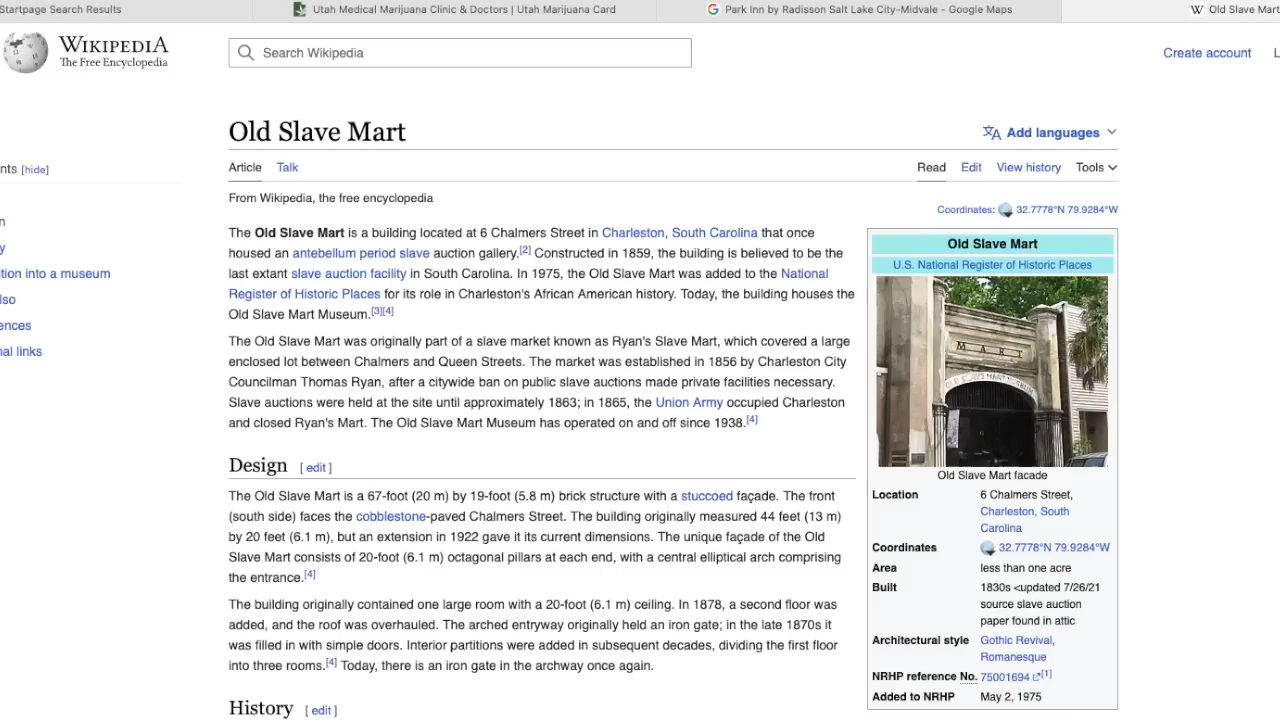 Startpage Search Results
Utah Medical Marijuana Clinic & Doctors | Utah Marijuana Card
Park Inn by Radisson Salt Lake City-Midvale - Google Maps
Old Slave Mart
WIKIPEDIA
The Free Encyclopedia
Search Wikipedia
Create account
L
Old Slave Mart
Add languages
nts [hide]
Article Talk
Read Edit View history Tools
From Wikipedia, the free encyclopedia
Coordinates: 32.7778°N 79.9284°W
n
y
tion into a museum
lso
ences
nal links
The Old Slave Mart is a building located at 6 Chalmers Street in Charleston, South Carolina that once
housed an antebellum period slave auction gallery.[2] Constructed in 1859, the building is believed to be the
last extant slave auction facility in South Carolina. In 1975, the Old Slave Mart was added to the National
Register of Historic Places for its role in Charleston's African American history. Today, the building houses the
Old Slave Mart Museum.[3][4]
The Old Slave Mart was originally part of a slave market known as Ryan's Slave Mart, which covered a large
enclosed lot between Chalmers and Queen Streets. The market was established in 1856 by Charleston City
Councilman Thomas Ryan, after a citywide ban on public slave auctions made private facilities necessary.
Slave auctions were held at the site until approximately 1863; in 1865, the Union Army occupied Charleston
and closed Ryan's Mart. The Old Slave Mart Museum has operated on and off since 1938.[4]
Design [ edit ]
The Old Slave Mart is a 67-foot (20 m) by 19-foot (5.8 m) brick structure with a stuccoed façade. The front
(south side) faces the cobblestone-paved Chalmers Street. The building originally measured 44 feet (13 m)
by 20 feet (6.1 m), but an extension in 1922 gave it its current dimensions. The unique façade of the Old
Slave Mart consists of 20-foot (6.1 m) octagonal pillars at each end, with a central elliptical arch comprising
the entrance.[4]
The building originally contained one large room with a 20-foot (6.1 m) ceiling. In 1878, a second floor was
added, and the roof was overhauled. The arched entryway originally held an iron gate; in the late 1870s it
was filled in with simple doors. Interior partitions were added in subsequent decades, dividing the first floor
into three rooms.[4] Today, there is an iron gate in the archway once again.
History [ edit ]
Old Slave Mart
U.S. National Register of Historic Places
MART
OLD SLAVE MART MUSEUM
Old Slave Mart facade
Location 6 Chalmers Street,
Charleston, South
Carolina
Coordinates 32.7778°N 79.9284°W
Area less than one acre
Built 1830s <updated 7/26/21
source slave auction
paper found in attic
Architectural style Gothic Revival,
Romanesque
NRHP reference No. 75001694[1]
Added to NRHP May 2, 1975